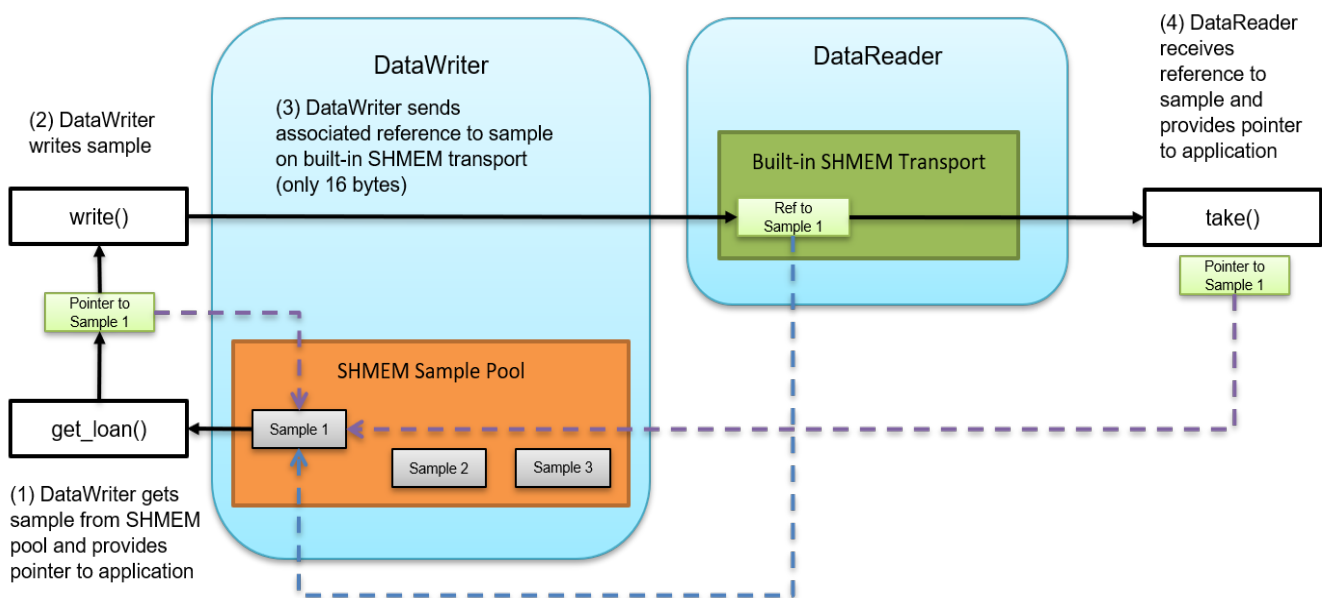 DataWriter
DataReader
(4) DataReader
receives
reference to
sample and
provides pointer
to application
(2) DataWriter
writes sample
(3) DataWriter sends
associated reference to sample
on built-in SHMEM transport
(only 16 bytes)
Built-in SHMEM Transport
write()
Ref to
Sample 1
take()
Pointer to
Sample 1
Pointer to
Sample 1
SHMEM Sample Pool
get_loan()
Sample 1
Sample 2
Sample 3
(1) DataWriter gets
sample from SHMEM
pool and provides
pointer to application